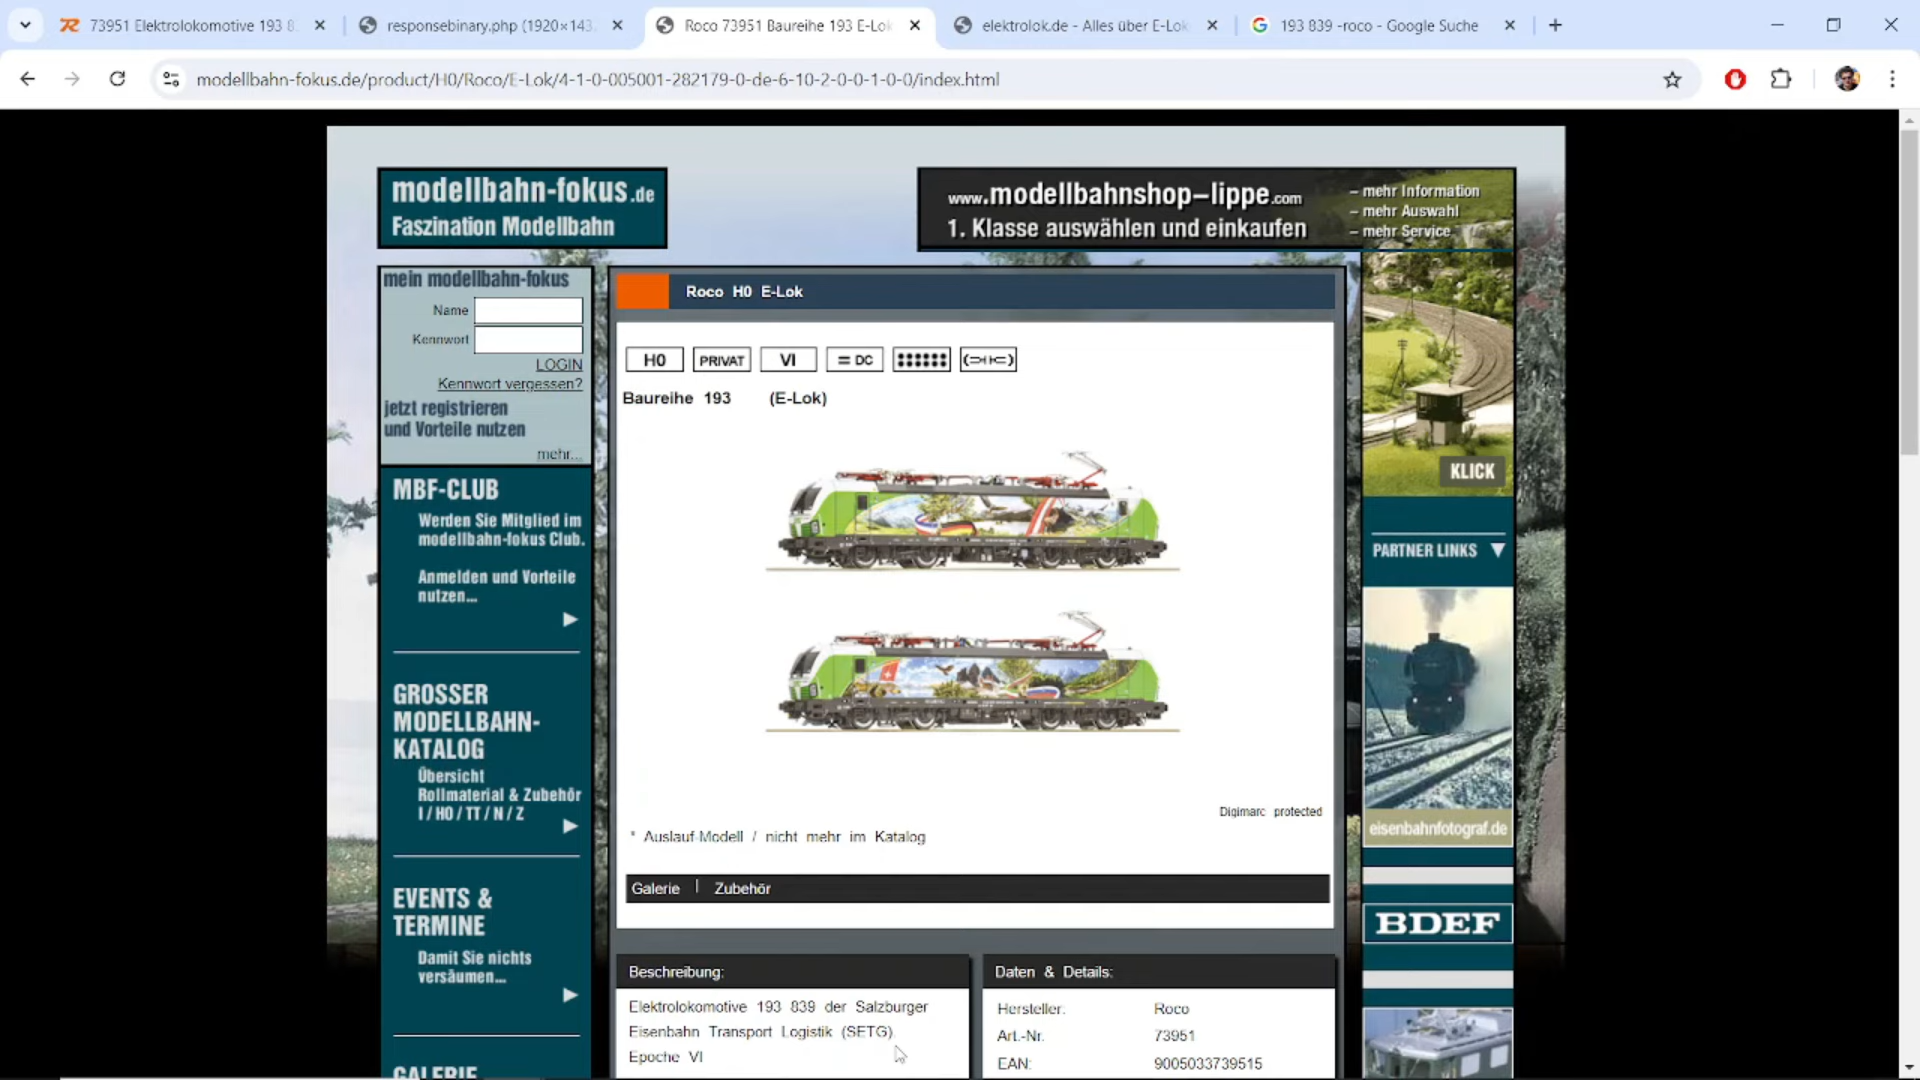 73951 Elektrolokomotive 193 8
responsebinary.php (1920×143
Roco 73951 Baureihe 193 E-Lok
elektrolok.de - Alles über E-Lok
193 839 -roco - Google Suche
modellbahn-fokus.de/product/H0/Roco/E-Lok/4-1-0-005001-282179-0-de-6-10-2-0-0-1-0-0/index.html
modellbahn-fokus.de
Faszination Modellbahn
www.modellbahnshop-lippe.com
1. Klasse auswählen und einkaufen
– mehr Information
– mehr Auswahl
– mehr Service
mein modellbahn-fokus
Name
Kennwort
LOGIN
Kennwort vergessen?
jetzt registrieren
und Vorteile nutzen
mehr...
MBF-CLUB
Werden Sie Mitglied im
modellbahn-fokus Club.
Anmelden und Vorteile
nutzen...
GROSSER
MODELLBAHN-
KATALOG
Übersicht
Rollmaterial & Zubehör
I / H0 / TT / N / Z
EVENTS &
TERMINE
Damit Sie nichts
versäumen...
GALERIE
Roco H0 E-Lok
H0
PRIVAT
VI
= DC
Baureihe 193 (E-Lok)
Digimarc protected
* Auslauf-Modell / nicht mehr im Katalog
Galerie | Zubehör
Beschreibung:
Elektrolokomotive 193 839 der Salzburger
Eisenbahn Transport Logistik (SETG).
Epoche VI
Daten & Details:
Hersteller: Roco
Art.-Nr. 73951
EAN: 9005033739515
KLICK
PARTNER LINKS
eisenbahnfotograf.de
BDEF